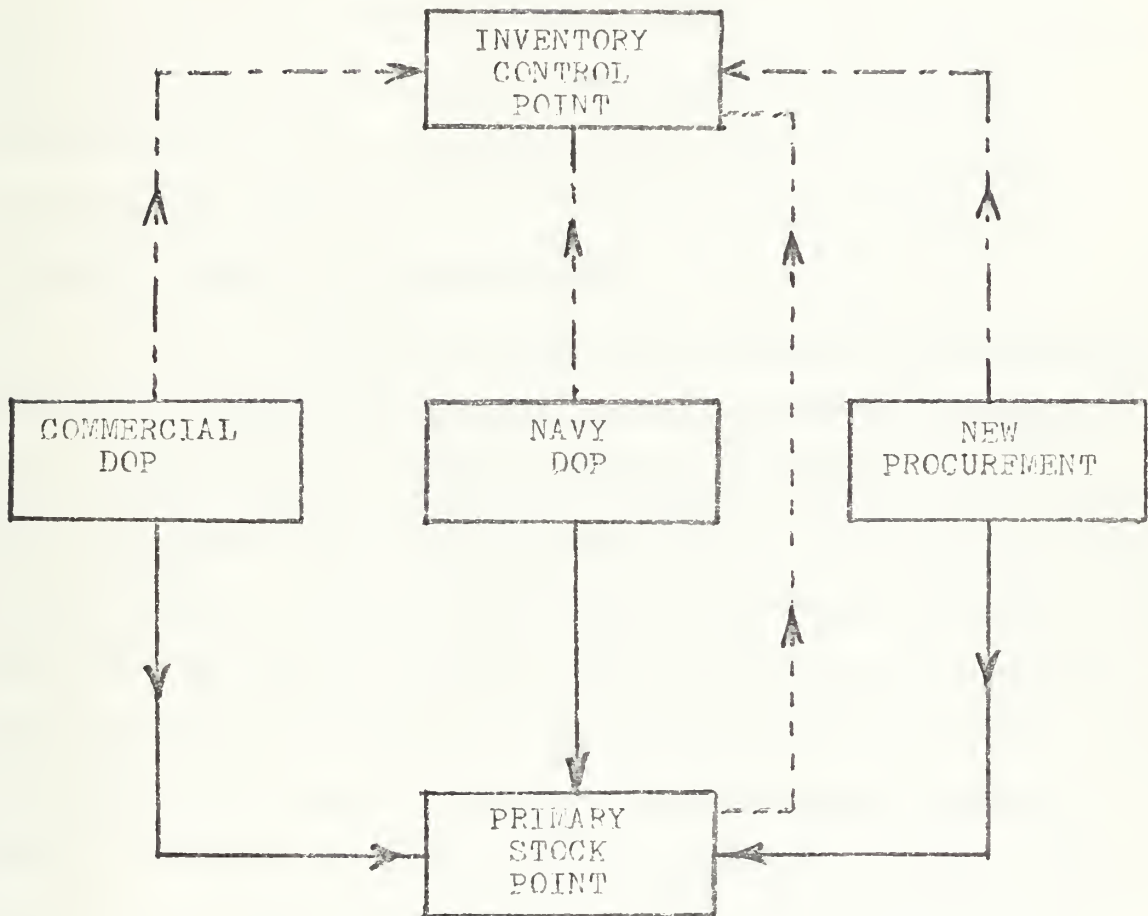 INVENTORY
CONTROL
POINT
COMMERCIAL
DOP
NAVY
DOP
NEW
PROCUREMENT
PRIMARY
STOCK
POINT